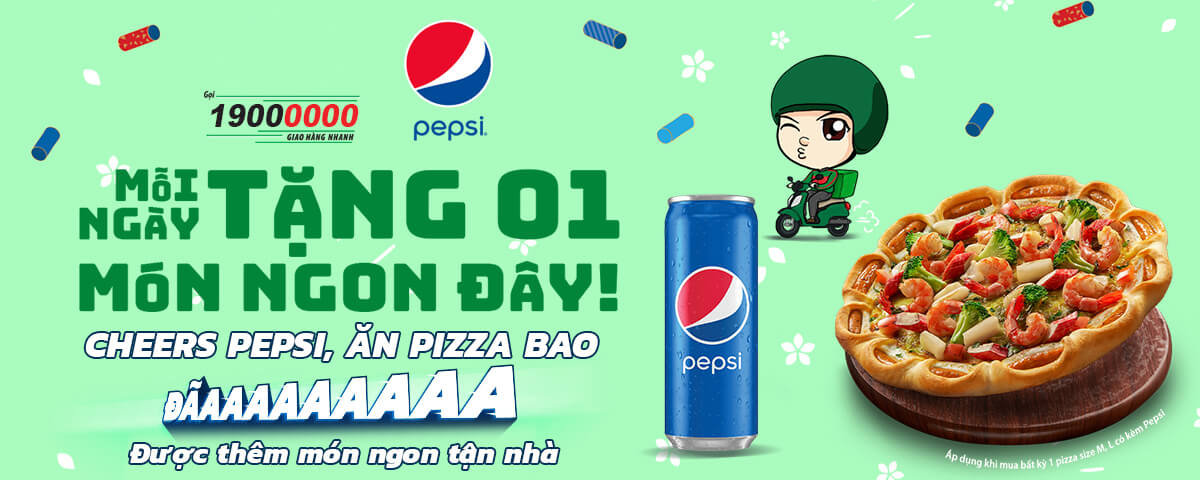 Gọi
19000000
GIAO HÀNG NHANH
pepsi.
MỖI NGÀY TẶNG 01
MÓN NGON ĐÂY!
CHEERS PEPSI, ĂN PIZZA BAO
ĐÃAAAAAAAAAA
Được thêm món ngon tận nhà
pepsi
Áp dụng khi mua bất kỳ 1 pizza size M, L có kèm Pepsi